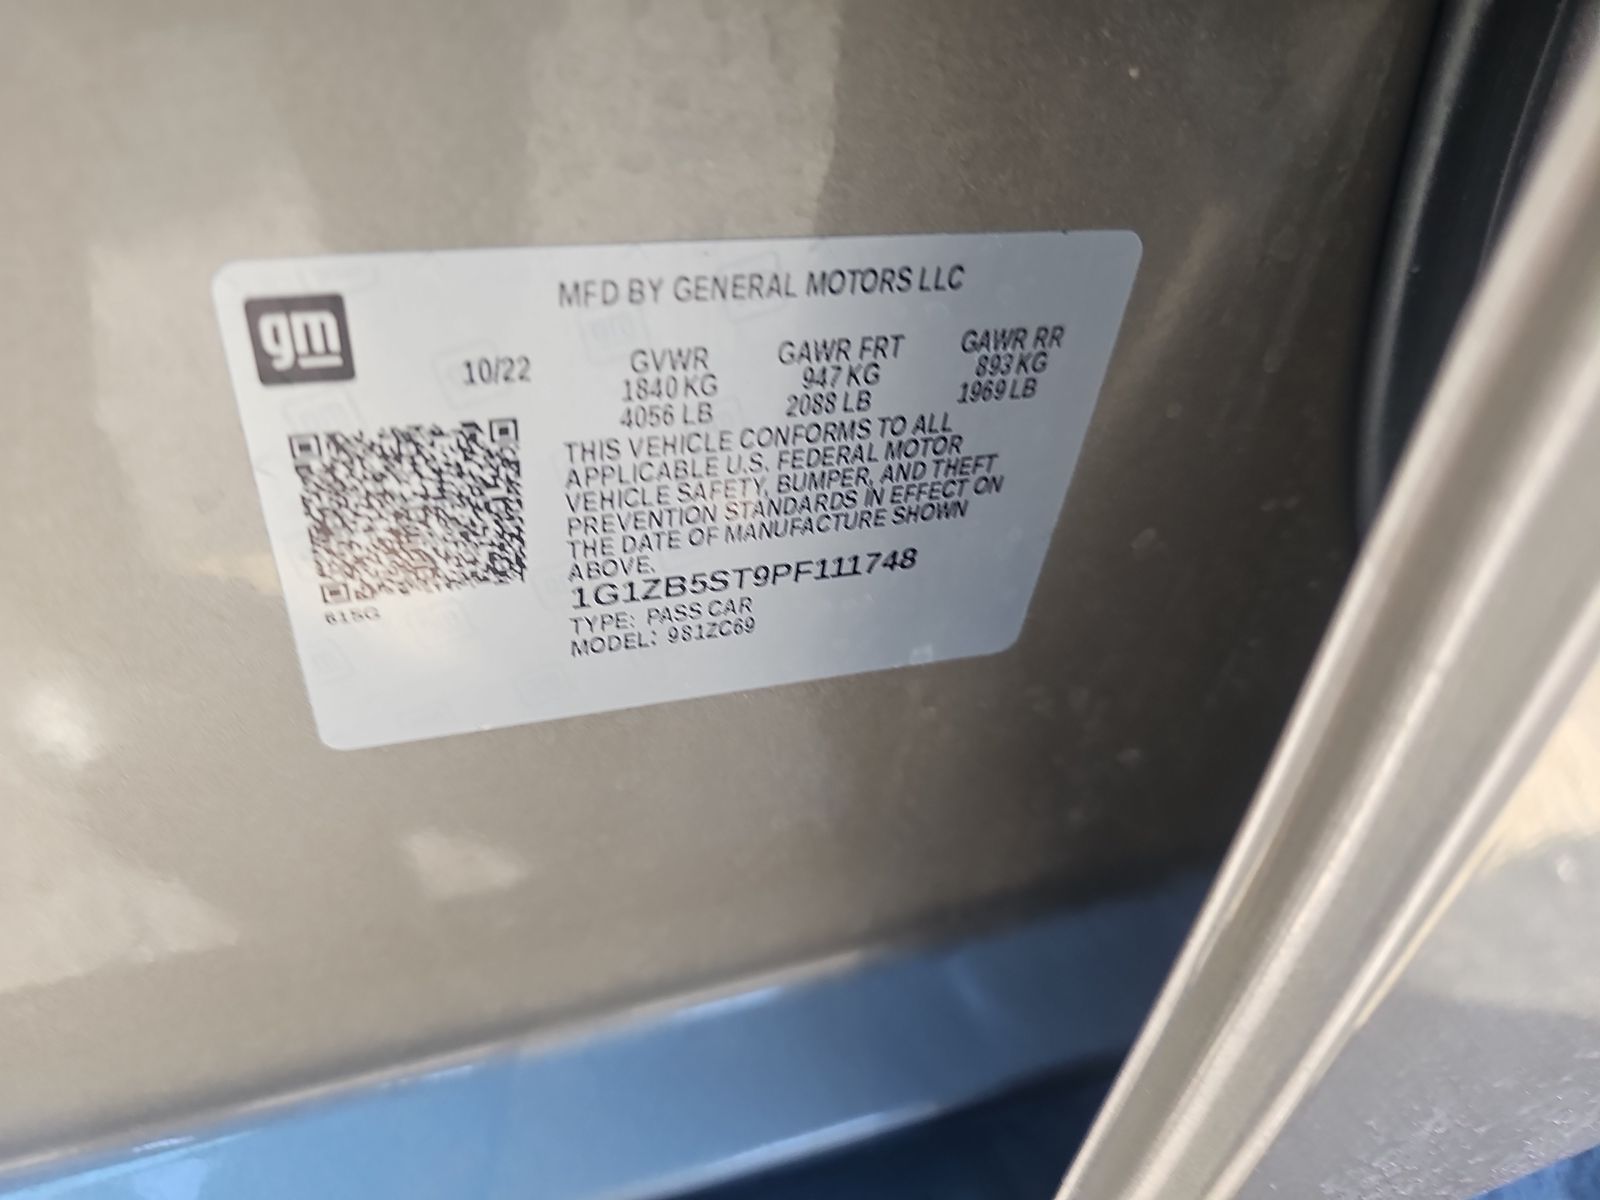 MFD BY GENERAL MOTORS LLC
gm
10/22
GVWR GAWR FRT GAWR RR
1840 KG 947 KG 893 KG
4056 LB 2088 LB 1969 LB
THIS VEHICLE CONFORMS TO ALL
APPLICABLE U.S. FEDERAL MOTOR
VEHICLE SAFETY, BUMPER, AND THEFT
PREVENTION STANDARDS IN EFFECT ON
THE DATE OF MANUFACTURE SHOWN
ABOVE.
1G1ZB5ST9PF111748
TYPE: PASS CAR
MODEL: 981ZC69
615G